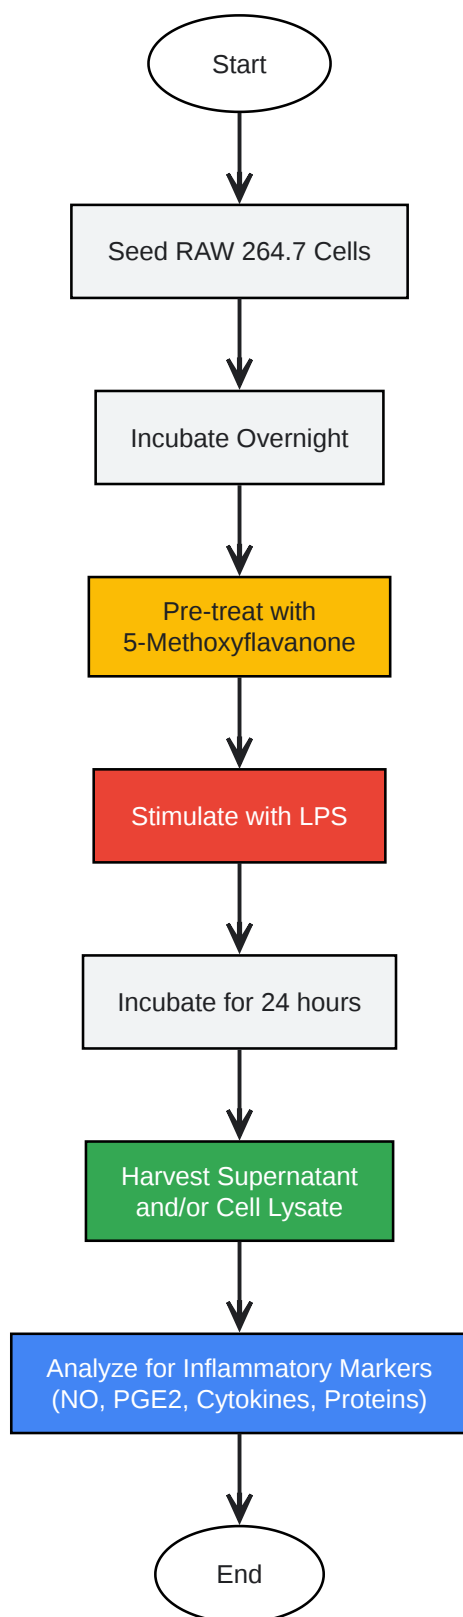 Start
Seed RAW 264.7 Cells
Incubate Overnight
Pre-treat with
5-Methoxyflavanone
Stimulate with LPS
Incubate for 24 hours
Harvest Supernatant
and/or Cell Lysate
Analyze for Inflammatory Markers
(NO, PGE2, Cytokines, Proteins)
End